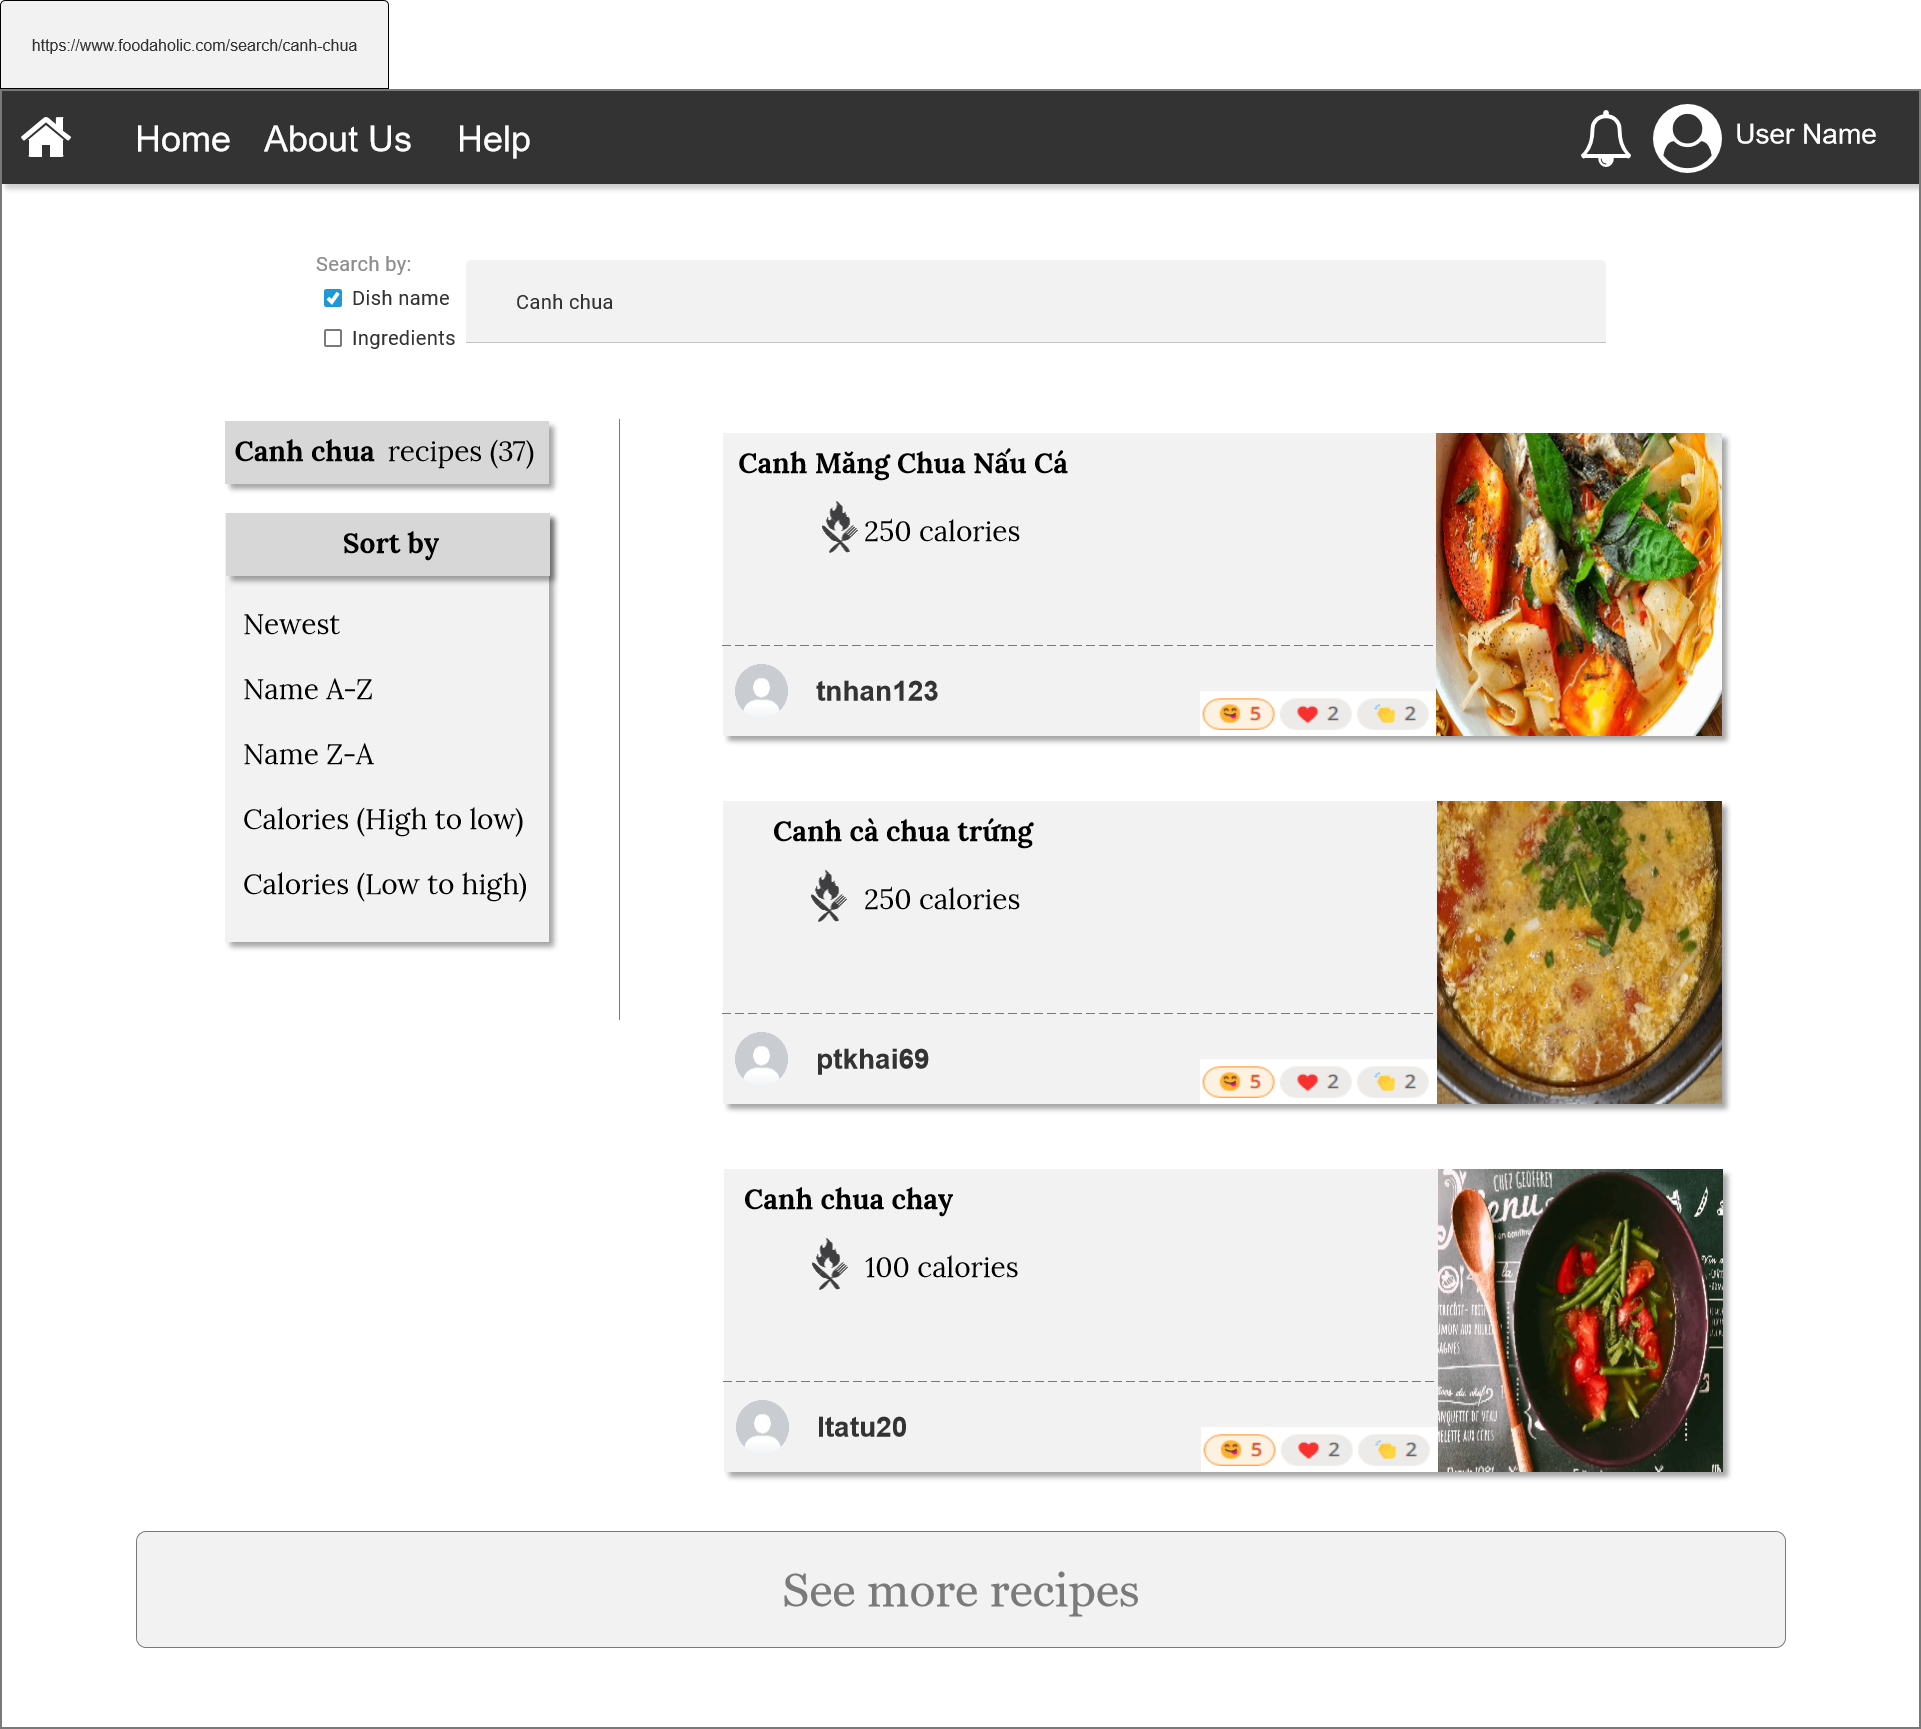 https://www.foodaholic.com/search/canh-chua
Home About Us Help User Name
Search by:
Dish name
Ingredients
Canh chua
Canh chua recipes (37)
Sort by
Newest
Name A-Z
Name Z-A
Calories (High to low)
Calories (Low to high)
Canh Măng Chua Nấu Cá
250 calories
tnhan123
5 2 2
Canh cà chua trứng
250 calories
ptkhai69
5 2 2
Canh chua chay
100 calories
ltatu20
5 2 2
CHEZ GEOFFREY
See more recipes